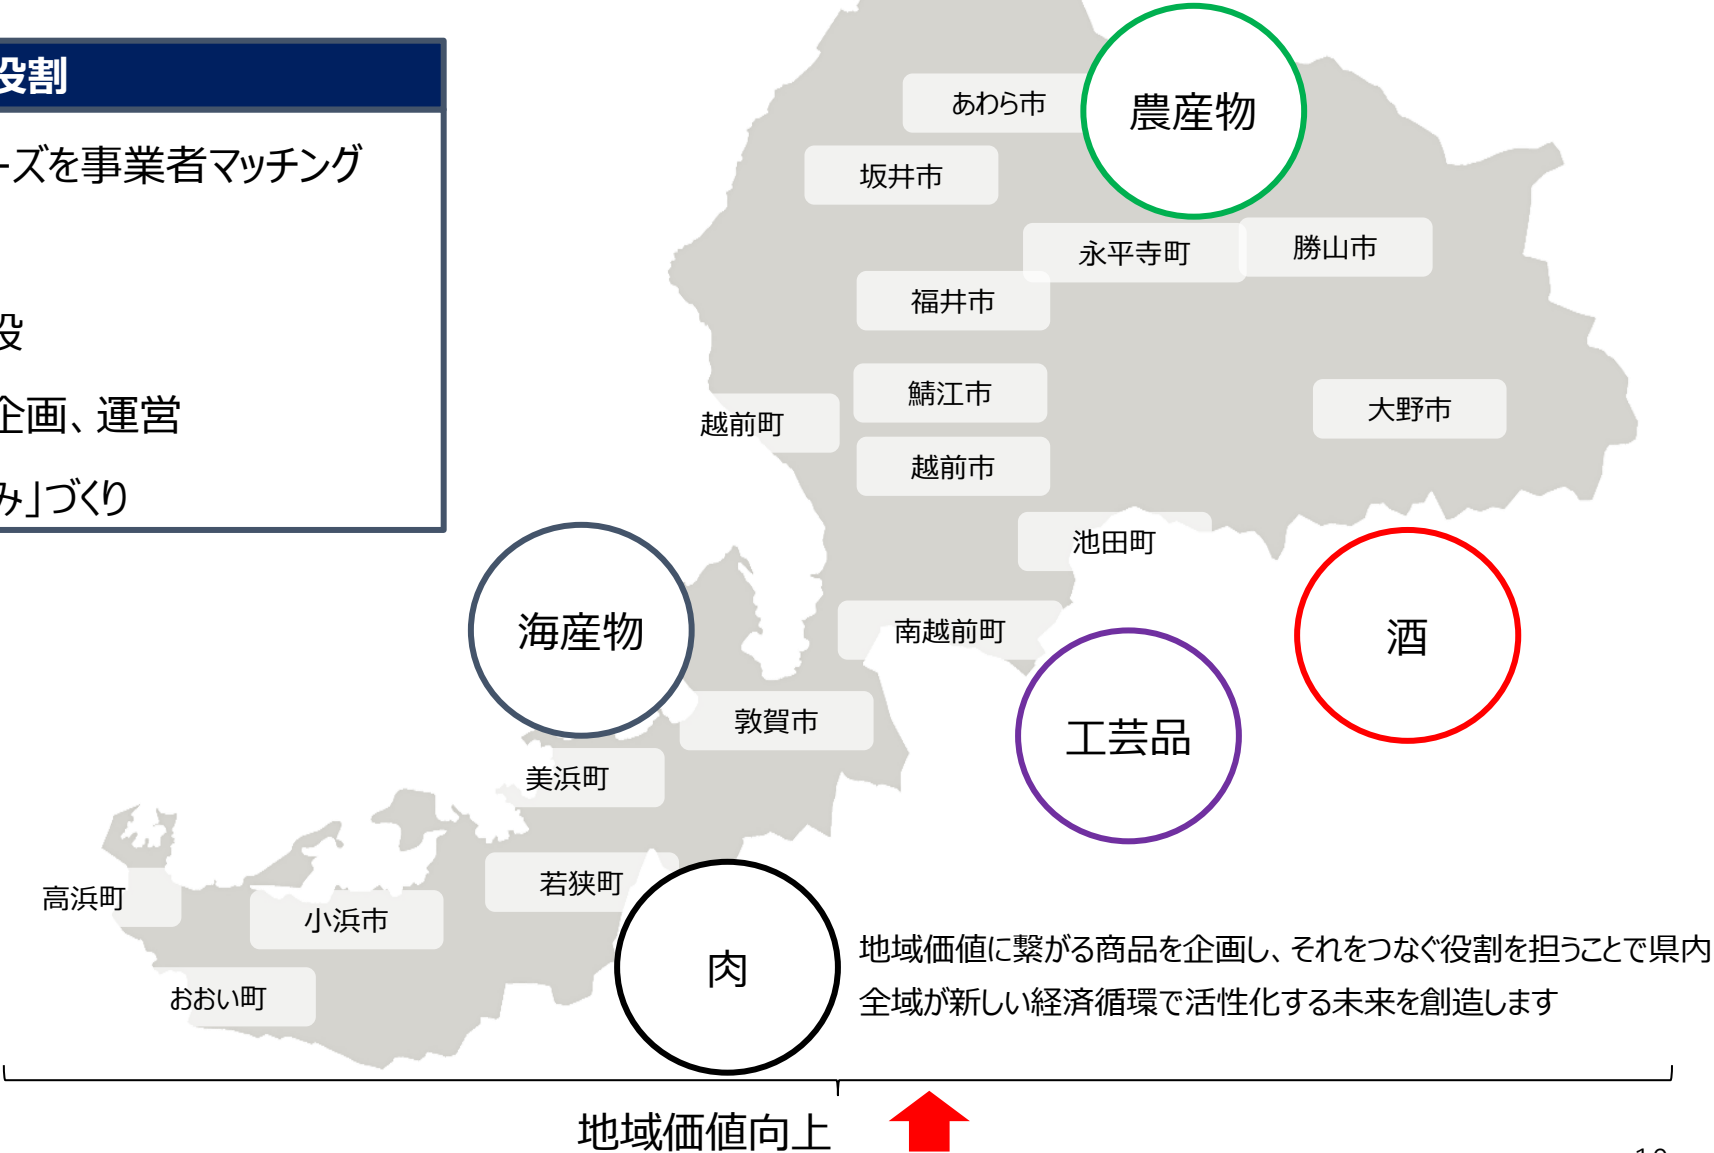 役割
ーズを事業者マッチング
役
企画、運営
み」づくり
あわら市
農産物
坂井市
永平寺町
勝山市
福井市
鯖江市
大野市
越前町
越前市
池田町
海産物
南越前町
酒
敦賀市
工芸品
美浜町
若狭町
高浜町
小浜市
肉
おおい町
地域価値に繋がる商品を企画し、それをつなぐ役割を担うことで県内
全域が新しい経済循環で活性化する未来を創造します
地域価値向上